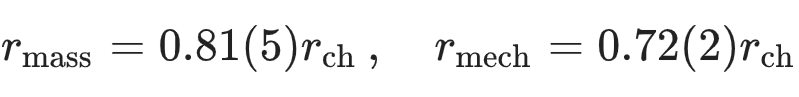 r_mass = 0.81(5)r_ch , r_mech = 0.72(2)r_ch